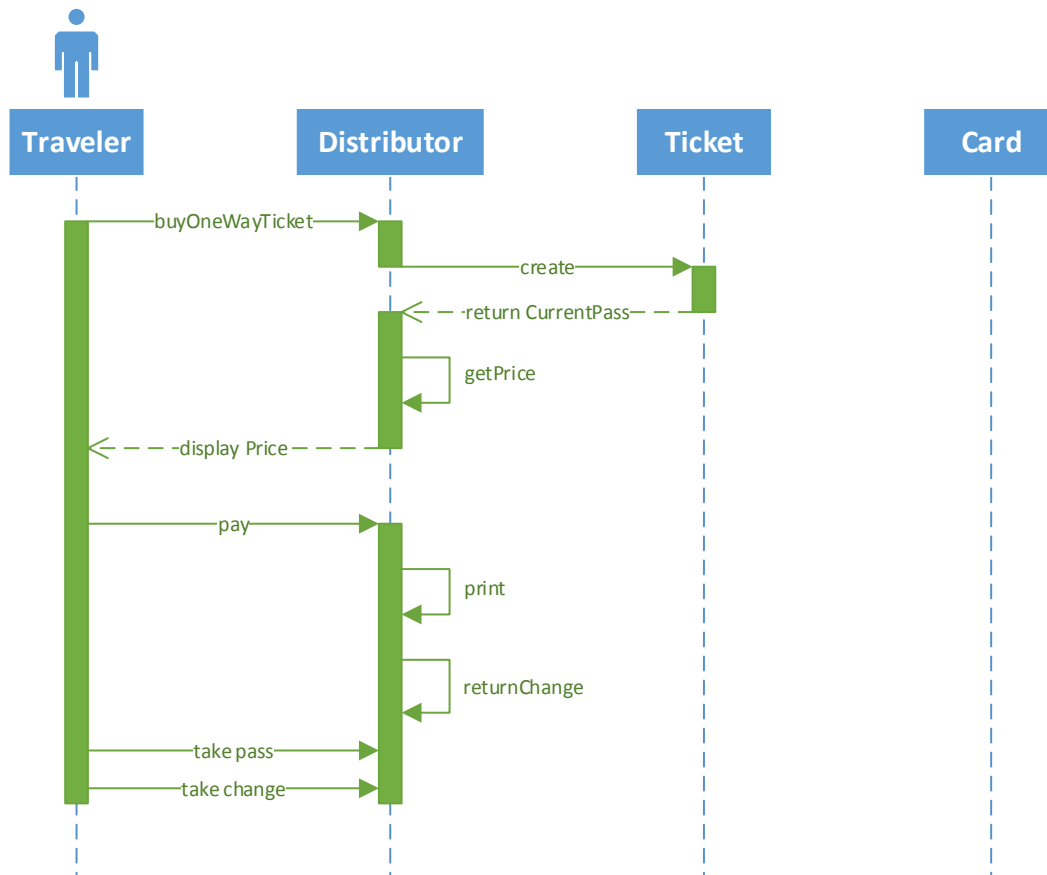 Traveler
Distributor
Ticket
Card
buyOneWayTicket
create
return CurrentPass
getPrice
display Price
pay
print
returnChange
take pass
take change